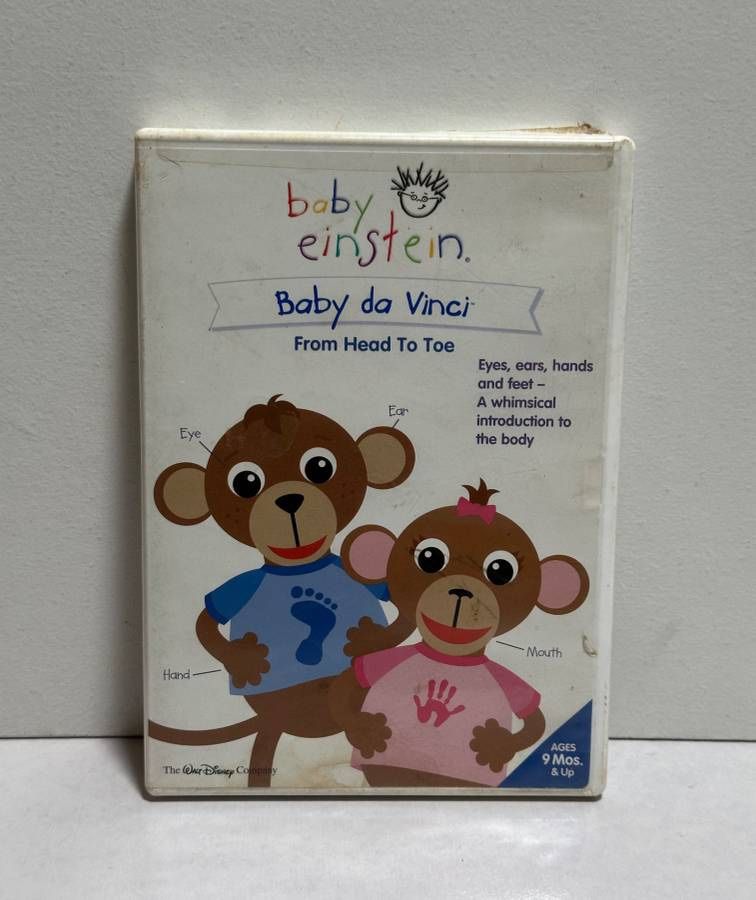 baby
einstein®
Baby da Vinci™
From Head To Toe
Eyes, ears, hands
and feet –
A whimsical
introduction to
the body
Ear
Eye
Mouth
Hand
AGES
9 Mos.
& Up
The Walt Disney Company